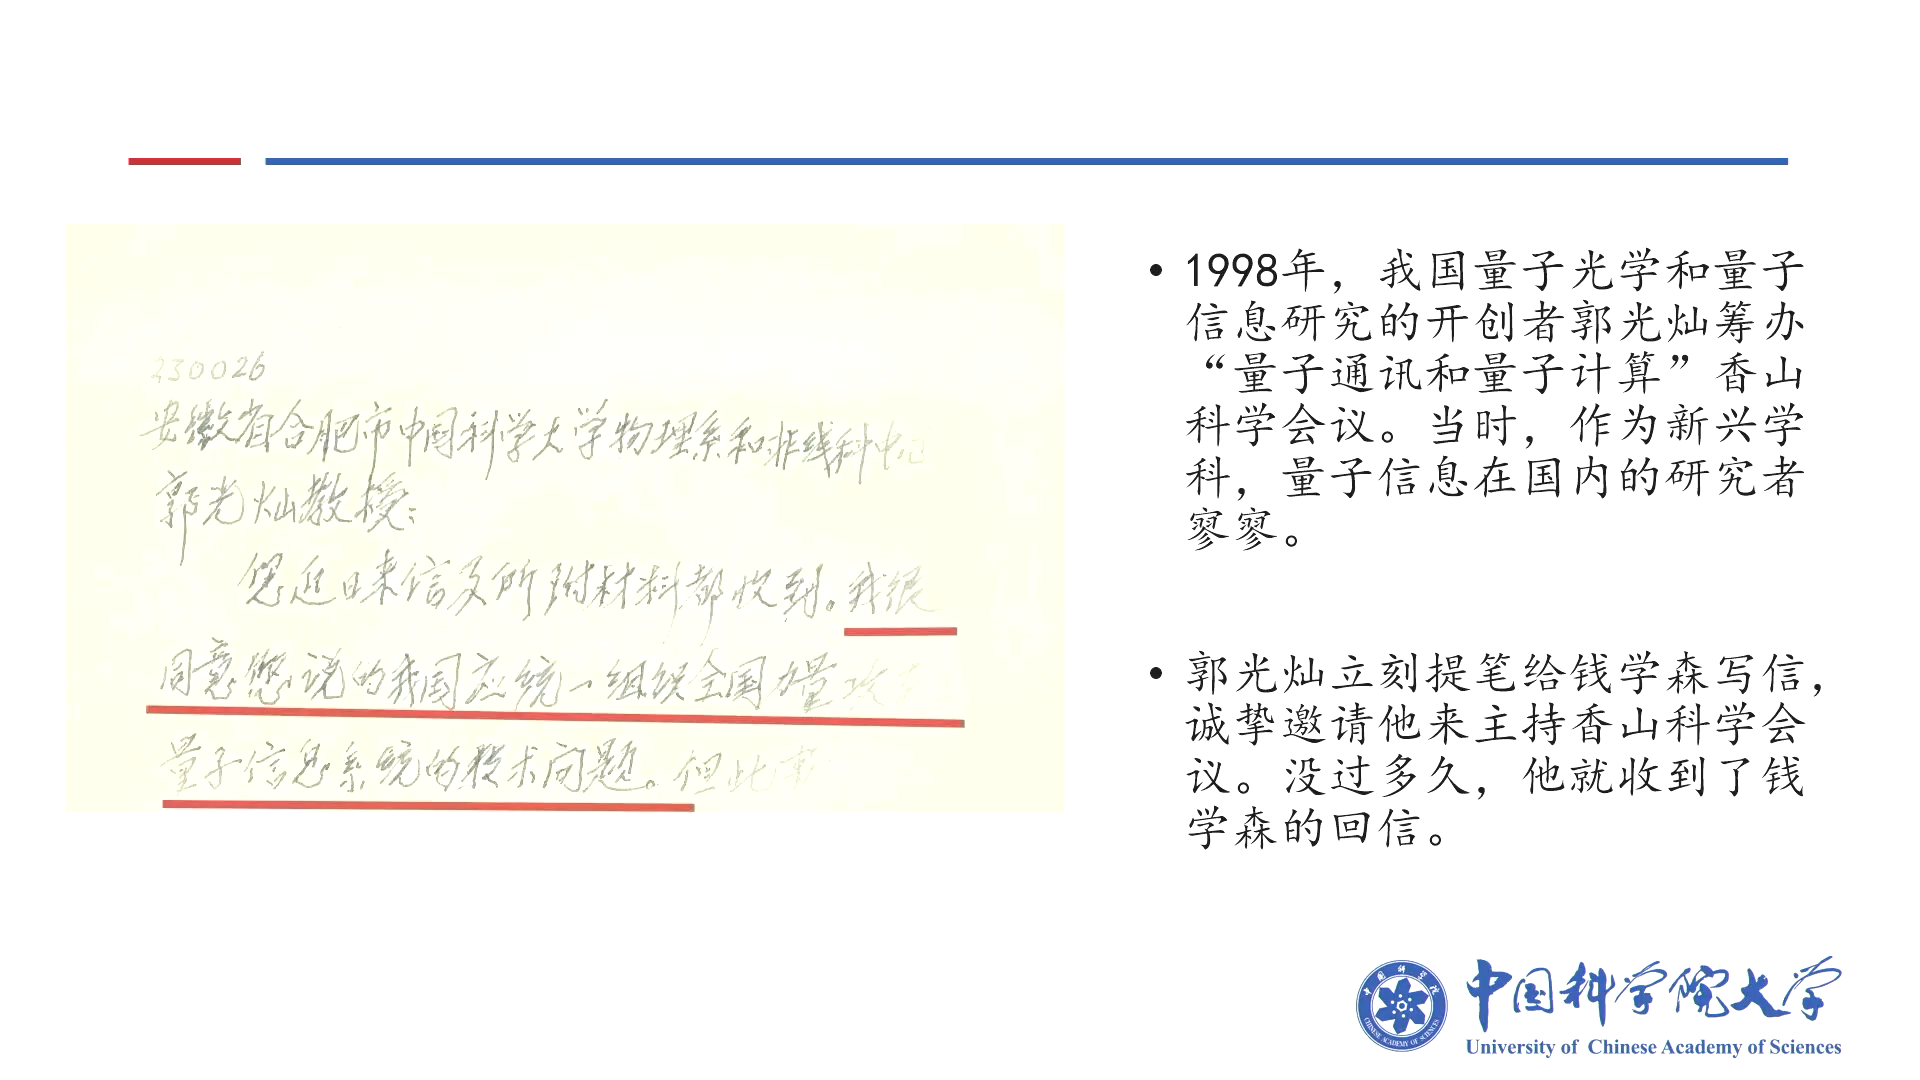 230026
安徽省合肥市中国科学大学物理系和非线科中心
郭光灿教授:
您近日来信及所附材料都收到。我很
同意您说的我国应统一组织全国力量攻
量子信息系统的技术问题。但此
• 1998年，我国量子光学和量子
信息研究的开创者郭光灿筹办
“量子通讯和量子计算”香山
科学会议。当时，作为新兴学
科，量子信息在国内的研究者
寥寥。
• 郭光灿立刻提笔给钱学森写信，
诚挚邀请他来主持香山科学会
议。没过多久，他就收到了钱
学森的回信。
中国科学院
CHINESE ACADEMY OF SCIENCES
中国科学院大学
University of Chinese Academy of Sciences